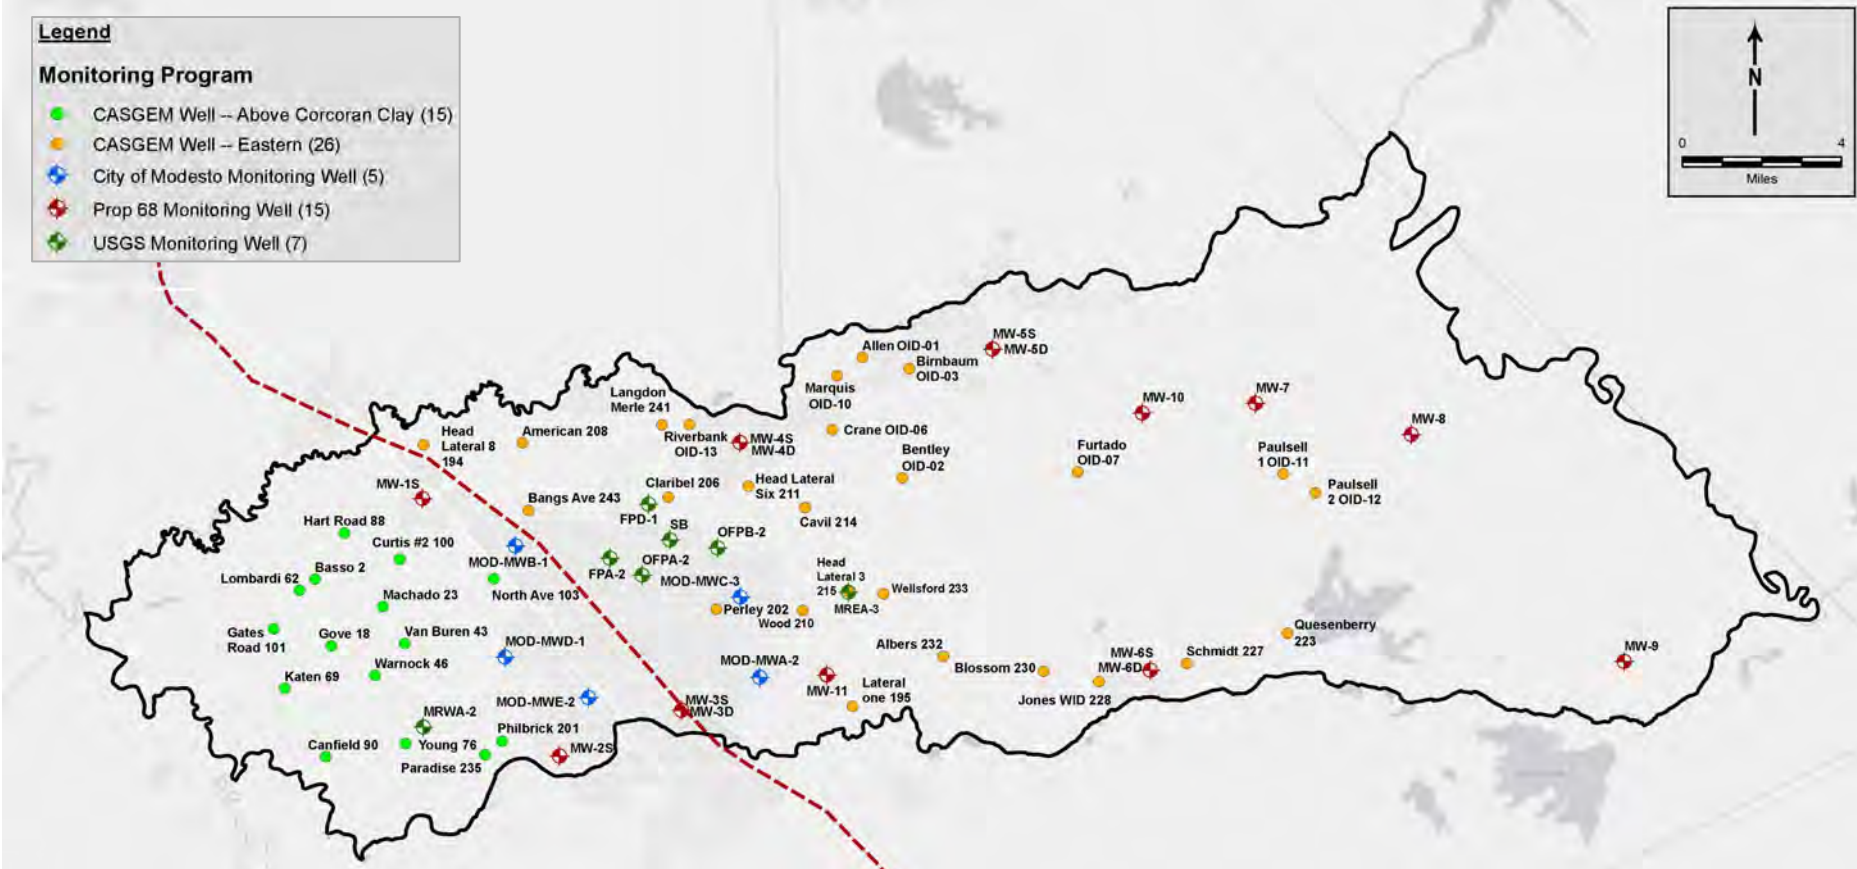 Legend
Monitoring Program
CASGEM Well -- Above Corcoran Clay (15)
CASGEM Well -- Eastern (26)
City of Modesto Monitoring Well (5)
Prop 68 Monitoring Well (15)
USGS Monitoring Well (7)
N
0 4
Miles
MW-5S
MW-5D
Allen OID-01
Birnbaum
OID-03
Marquis
OID-10
Langdon
Merle 241
MW-10
MW-7
MW-8
Head
Lateral 8
194
American 208
Riverbank
OID-13
MW-4S
MW-4D
Crane OID-06
Bentley
OID-02
Furtado
OID-07
Paulsell
1 OID-11
Paulsell
2 OID-12
MW-1S
Bangs Ave 243
Claribel 206
Head Lateral
Six 211
FPD-1
Cavil 214
Hart Road 88
SB
OFPB-2
Curtis #2 100
MOD-MWB-1
Basso 2
Lombardi 62
FPA-2
OFPA-2
MOD-MWC-3
Head
Lateral 3
215
MREA-3
Wellsford 233
Machado 23
North Ave 103
Perley 202
Wood 210
Gates
Road 101
Gove 18
Van Buren 43
MOD-MWD-1
Albers 232
Quesenberry
223
Warnock 46
Katen 69
MOD-MWA-2
Blossom 230
MW-6S
MW-6D
Schmidt 227
MW-9
MW-11
Lateral
one 195
Jones WID 228
MOD-MWE-2
MW-3S
MW-3D
MRWA-2
Philbrick 201
Canfield 90
Young 76
Paradise 235
MW-2S